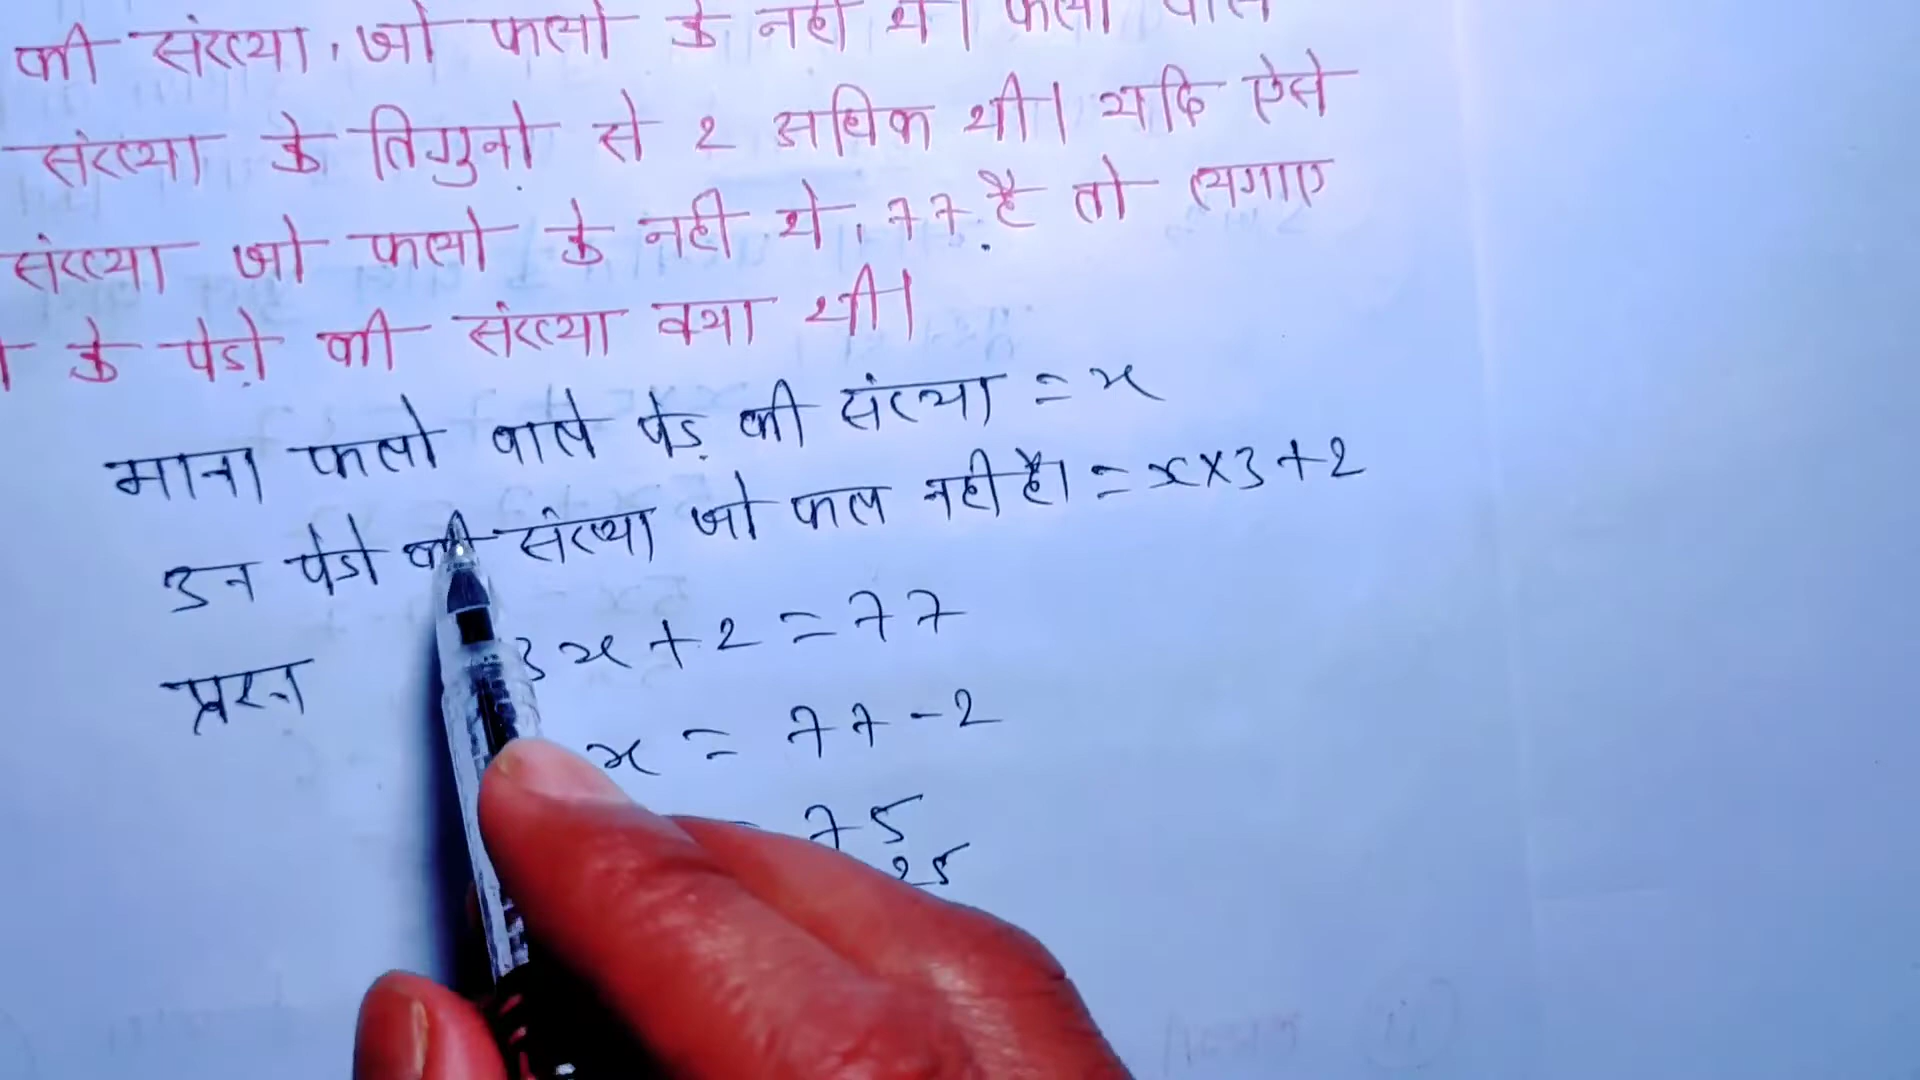 की संख्या, जो फलो के नही थे। फलो वाले
संख्या के तिगुनो से 2 अधिक थी। यदि ऐसे
संख्या जो फलो के नही थे, 77 है तो लगाए
के पेड़ो की संख्या क्या थी।
माना फलो वाले पेड़ की संख्या = x
उन पेडो की संख्या जो फल नही है। = x×3+2
प्रश्न 3x+2=77
x = 77-2
= 75
25